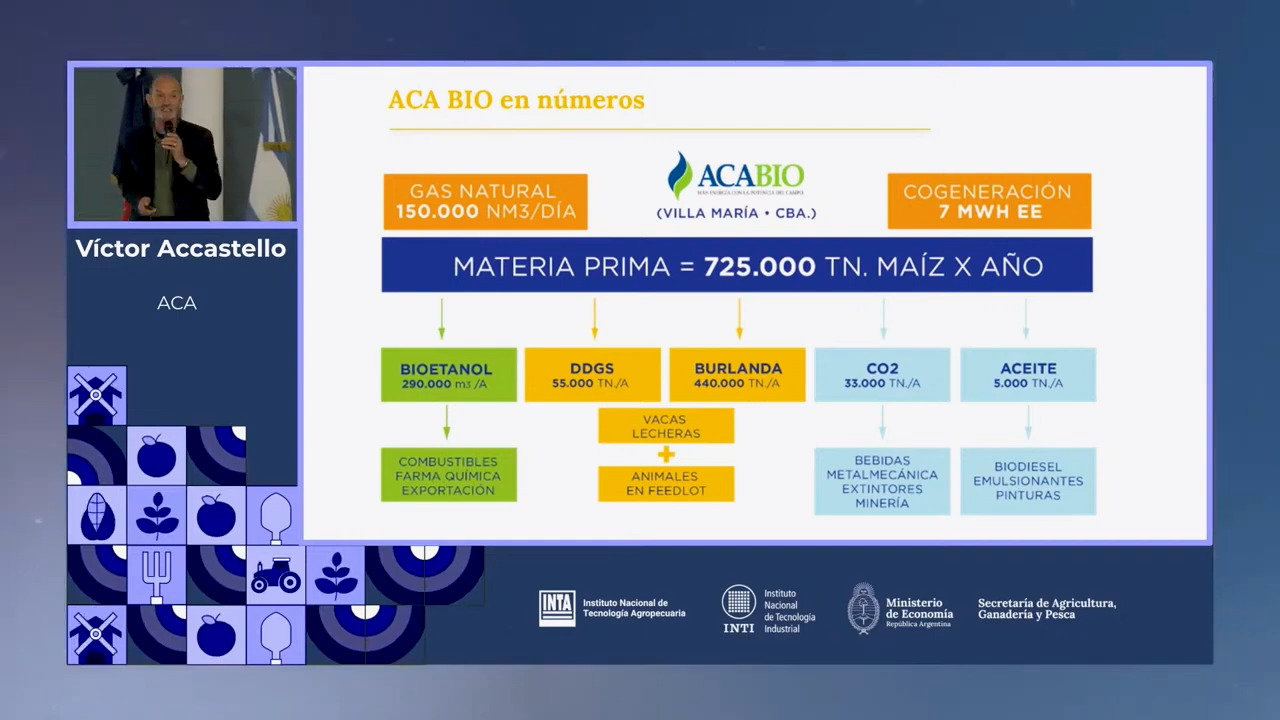 ACA BIO en números
GAS NATURAL
150.000 NM3/DÍA
ACABIO
(VILLA MARÍA • CBA.)
COGENERACIÓN
7 MWH EE
MATERIA PRIMA = 725.000 TN. MAÍZ X AÑO
BIOETANOL
290.000 m3 /A
DDGS
55.000 TN./A
BURLANDA
440.000 TN./A
CO2
33.000 TN./A
ACEITE
5.000 TN./A
COMBUSTIBLES
FARMA QUÍMICA
EXPORTACIÓN
VACAS
LECHERAS
+
ANIMALES
EN FEEDLOT
BEBIDAS
METALMECÁNICA
EXTINTORES
MINERÍA
BIODIESEL
EMULSIONANTES
PINTURAS
Víctor Accastello
ACA
INTA
Instituto Nacional de
Tecnología Agropecuaria
INTI
Instituto
Nacional
de Tecnología
Industrial
Ministerio
de Economía
República Argentina
Secretaría de Agricultura,
Ganadería y Pesca